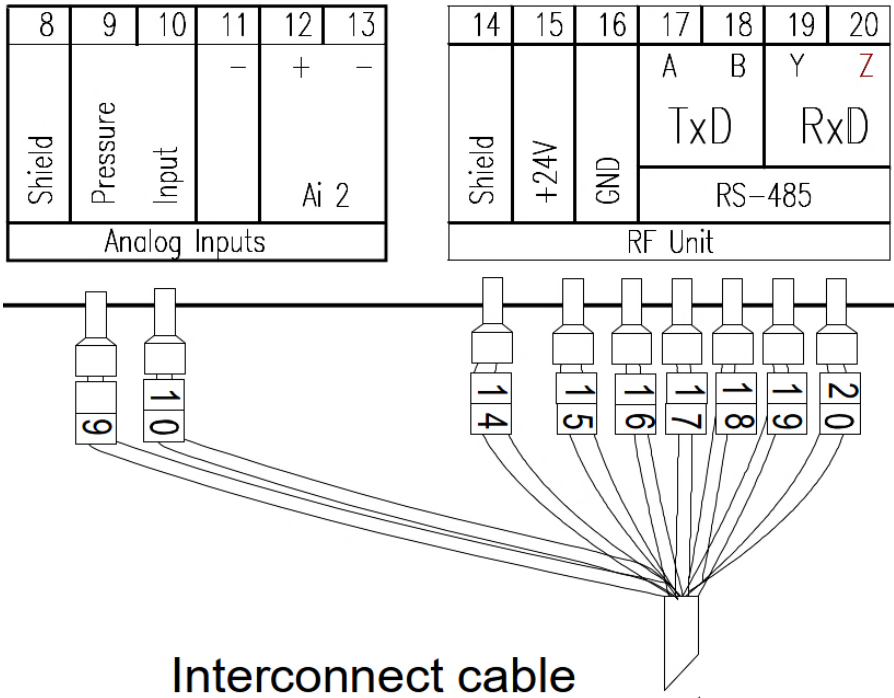 8 9 10 11 12 13
14 15 16 17 18 19 20
− + −
A B Y Z
Shield
Pressure
Input
Ai 2
Shield
+24V
GND
TxD RxD
RS-485
Analog Inputs
RF Unit
9 10 14 15 16 17 18 19 20
Interconnect cable